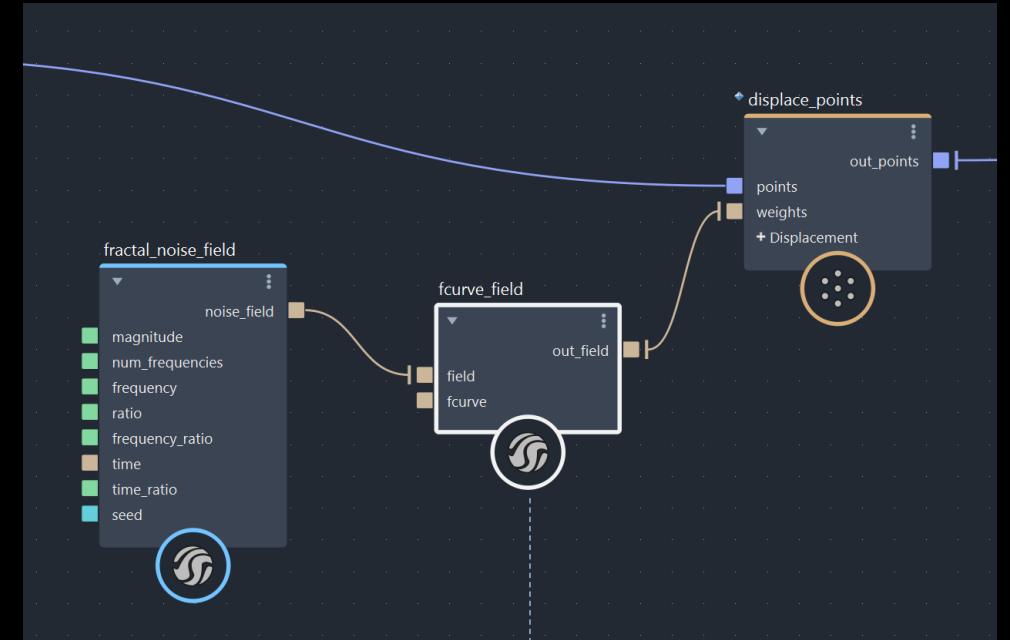 displace_points
out_points
points
weights
+ Displacement
fractal_noise_field
noise_field
magnitude
num_frequencies
frequency
ratio
frequency_ratio
time
time_ratio
seed
fcurve_field
out_field
field
fcurve